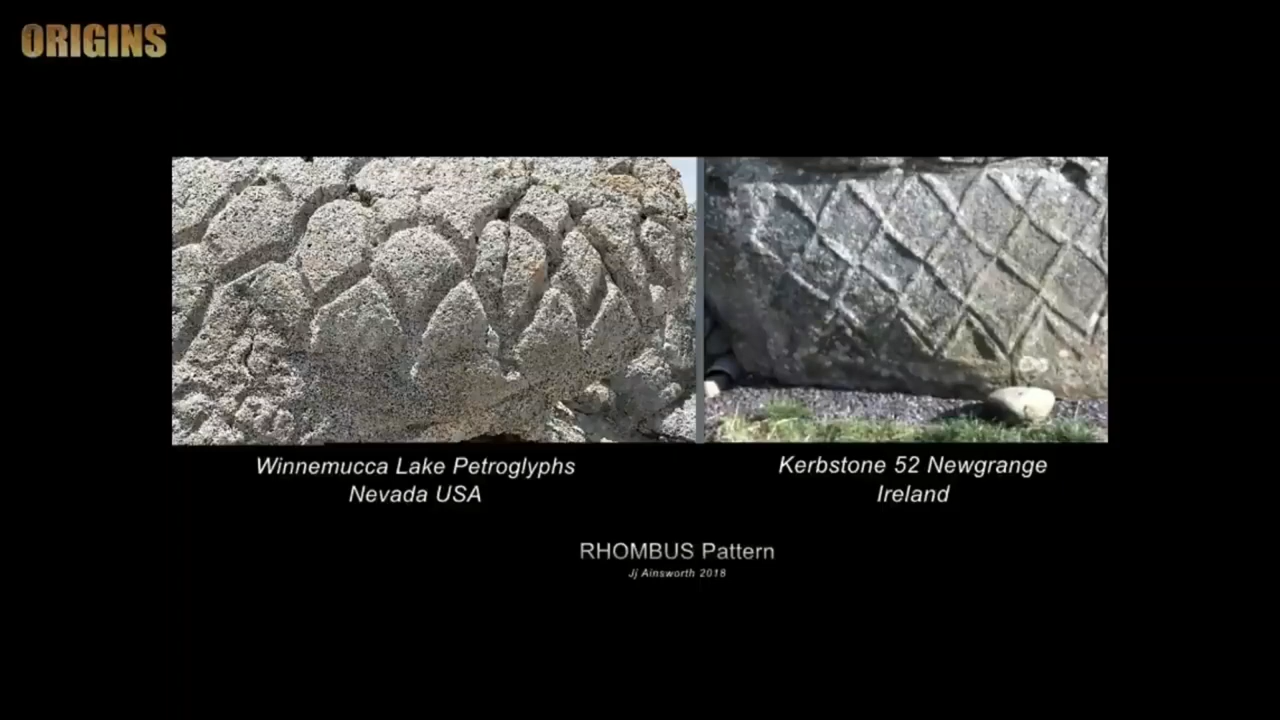 ORIGINS
Winnemucca Lake Petroglyphs
Nevada USA
Kerbstone 52 Newgrange
Ireland
RHOMBUS Pattern
Jj Ainsworth 2018